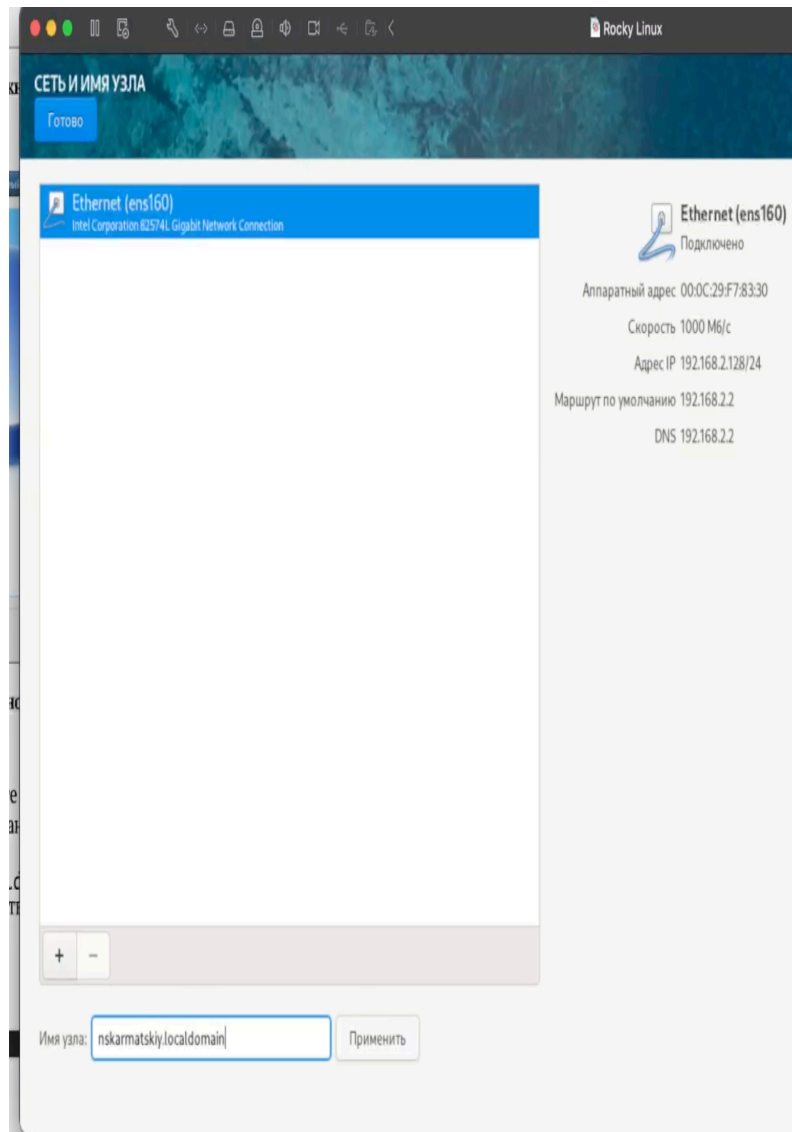 Rocky Linux
СЕТЬ И ИМЯ УЗЛА
Готово
Ethernet (ens160)
Intel Corporation 82574L Gigabit Network Connection
Ethernet (ens160)
Подключено
Аппаратный адрес 00:0C:29:F7:83:30
Скорость 1000 Мб/с
Адрес IP 192.168.2.128/24
Маршрут по умолчанию 192.168.2.2
DNS 192.168.2.2
+ −
Имя узла: nskarmatskiy.localdomain Применить